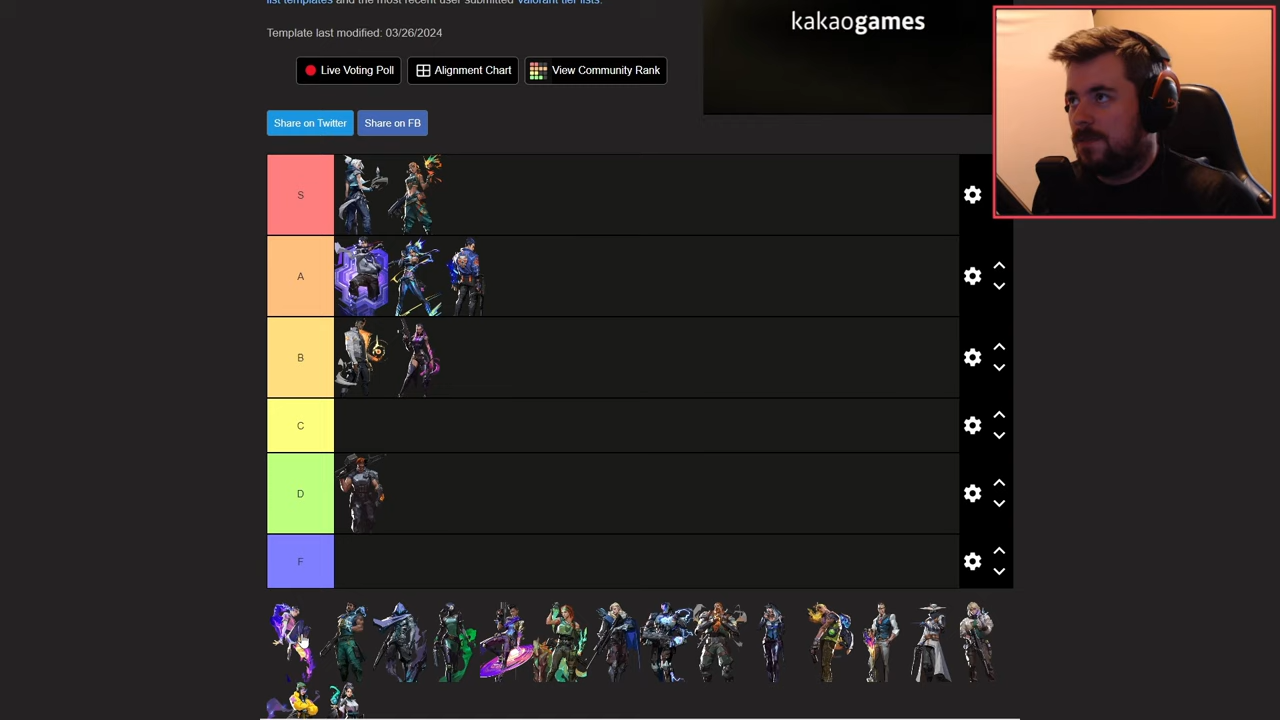 list templates and the most recent user submitted Valorant tier lists.
Template last modified: 03/26/2024
Live Voting Poll
Alignment Chart
View Community Rank
Share on Twitter
Share on FB
kakaogames
S
A
B
C
D
F